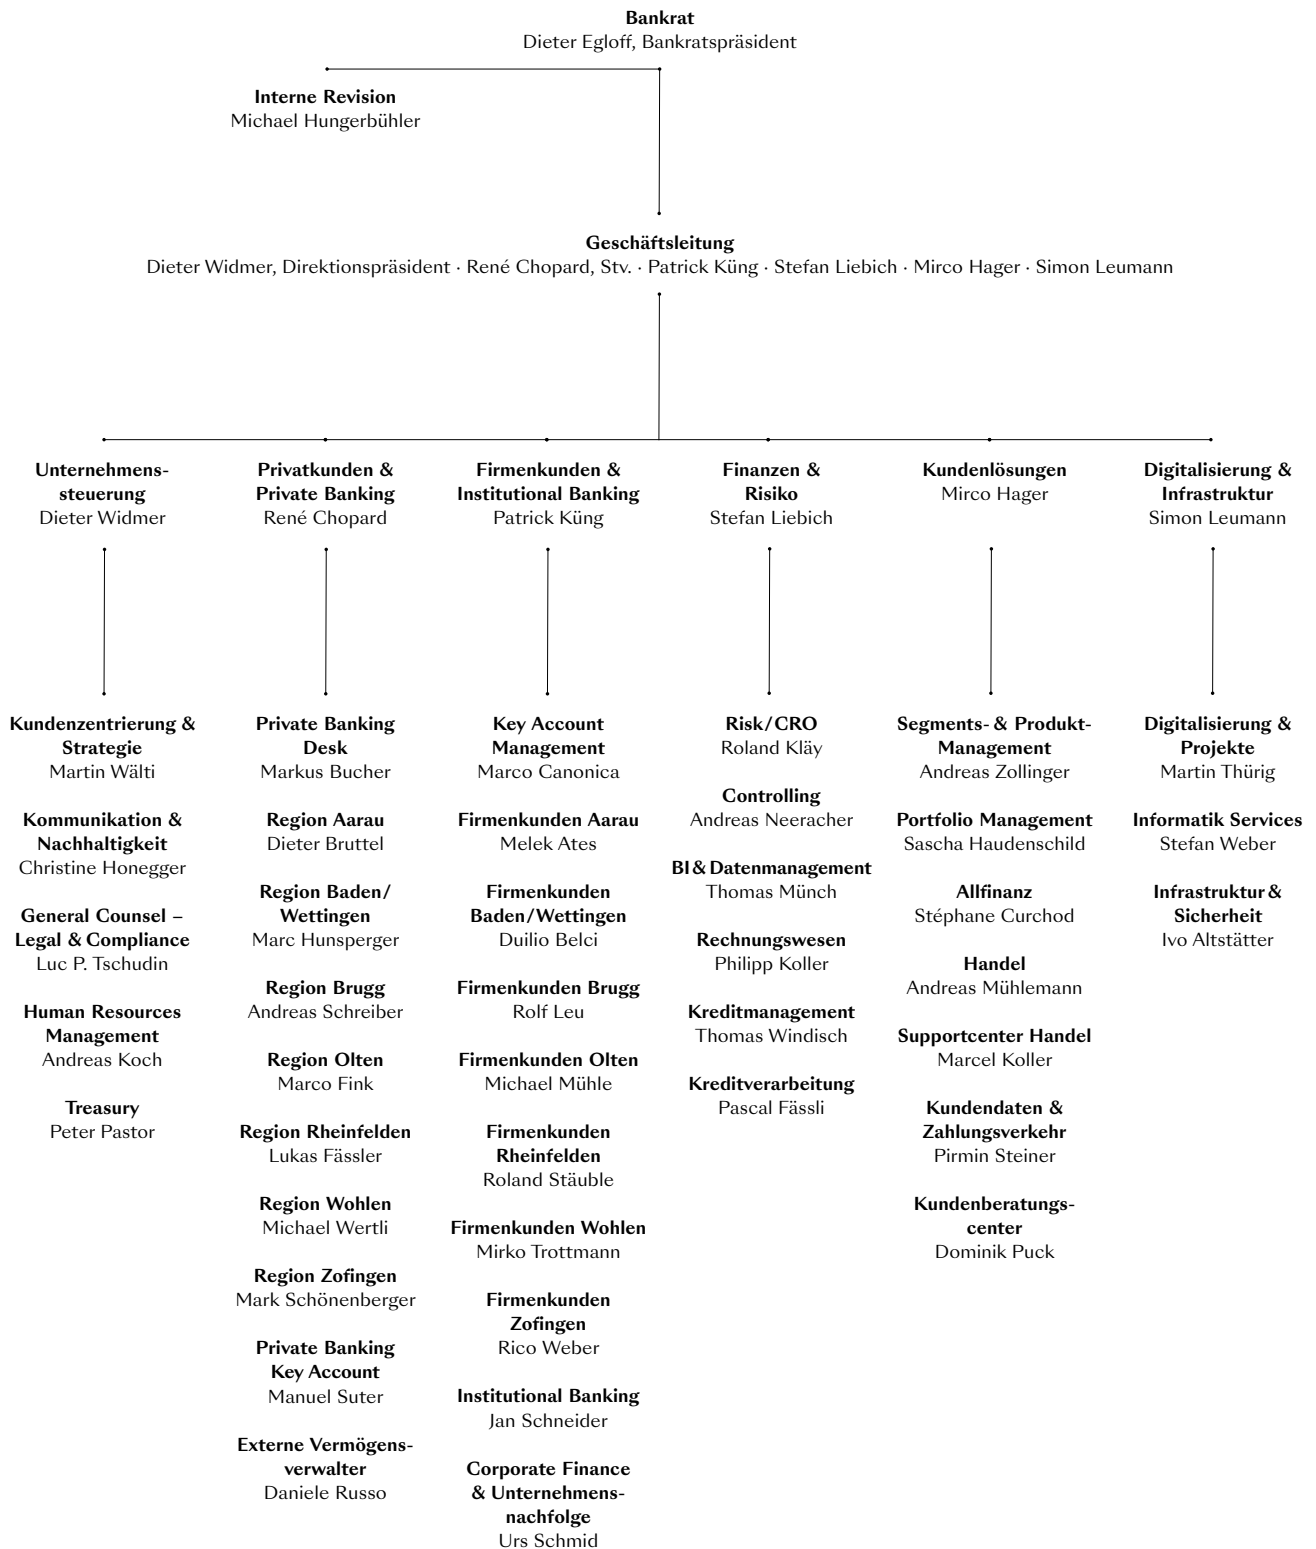 Bankrat
Dieter Egloff, Bankratspräsident
Interne Revision
Michael Hungerbühler
Geschäftsleitung
Dieter Widmer, Direktionspräsident · René Chopard, Stv. · Patrick Küng · Stefan Liebich · Mirco Hager · Simon Leumann
Unternehmens-
steuerung
Dieter Widmer
Privatkunden &
Private Banking
René Chopard
Firmenkunden &
Institutional Banking
Patrick Küng
Finanzen &
Risiko
Stefan Liebich
Kundenlösungen
Mirco Hager
Digitalisierung &
Infrastruktur
Simon Leumann
Kundenzentrierung &
Strategie
Martin Wälti
Kommunikation &
Nachhaltigkeit
Christine Honegger
General Counsel –
Legal & Compliance
Luc P. Tschudin
Human Resources
Management
Andreas Koch
Treasury
Peter Pastor
Private Banking
Desk
Markus Bucher
Region Aarau
Dieter Bruttel
Region Baden/
Wettingen
Marc Hunsperger
Region Brugg
Andreas Schreiber
Region Olten
Marco Fink
Region Rheinfelden
Lukas Fässler
Region Wohlen
Michael Wertli
Region Zofingen
Mark Schönenberger
Private Banking
Key Account
Manuel Suter
Externe Vermögens-
verwalter
Daniele Russo
Key Account
Management
Marco Canonica
Firmenkunden Aarau
Melek Ates
Firmenkunden
Baden/Wettingen
Duilio Belci
Firmenkunden Brugg
Rolf Leu
Firmenkunden Olten
Michael Mühle
Firmenkunden
Rheinfelden
Roland Stäuble
Firmenkunden Wohlen
Mirko Trottmann
Firmenkunden
Zofingen
Rico Weber
Institutional Banking
Jan Schneider
Corporate Finance
& Unternehmens-
nachfolge
Urs Schmid
Risk/CRO
Roland Kläy
Controlling
Andreas Neeracher
BI & Datenmanagement
Thomas Münch
Rechnungswesen
Philipp Koller
Kreditmanagement
Thomas Windisch
Kreditverarbeitung
Pascal Fässli
Segments- & Produkt-
Management
Andreas Zollinger
Portfolio Management
Sascha Haudenschild
Allfinanz
Stéphane Curchod
Handel
Andreas Mühlemann
Supportcenter Handel
Marcel Koller
Kundendaten &
Zahlungsverkehr
Pirmin Steiner
Kundenberatungs-
center
Dominik Puck
Digitalisierung &
Projekte
Martin Thürig
Informatik Services
Stefan Weber
Infrastruktur &
Sicherheit
Ivo Altstätter